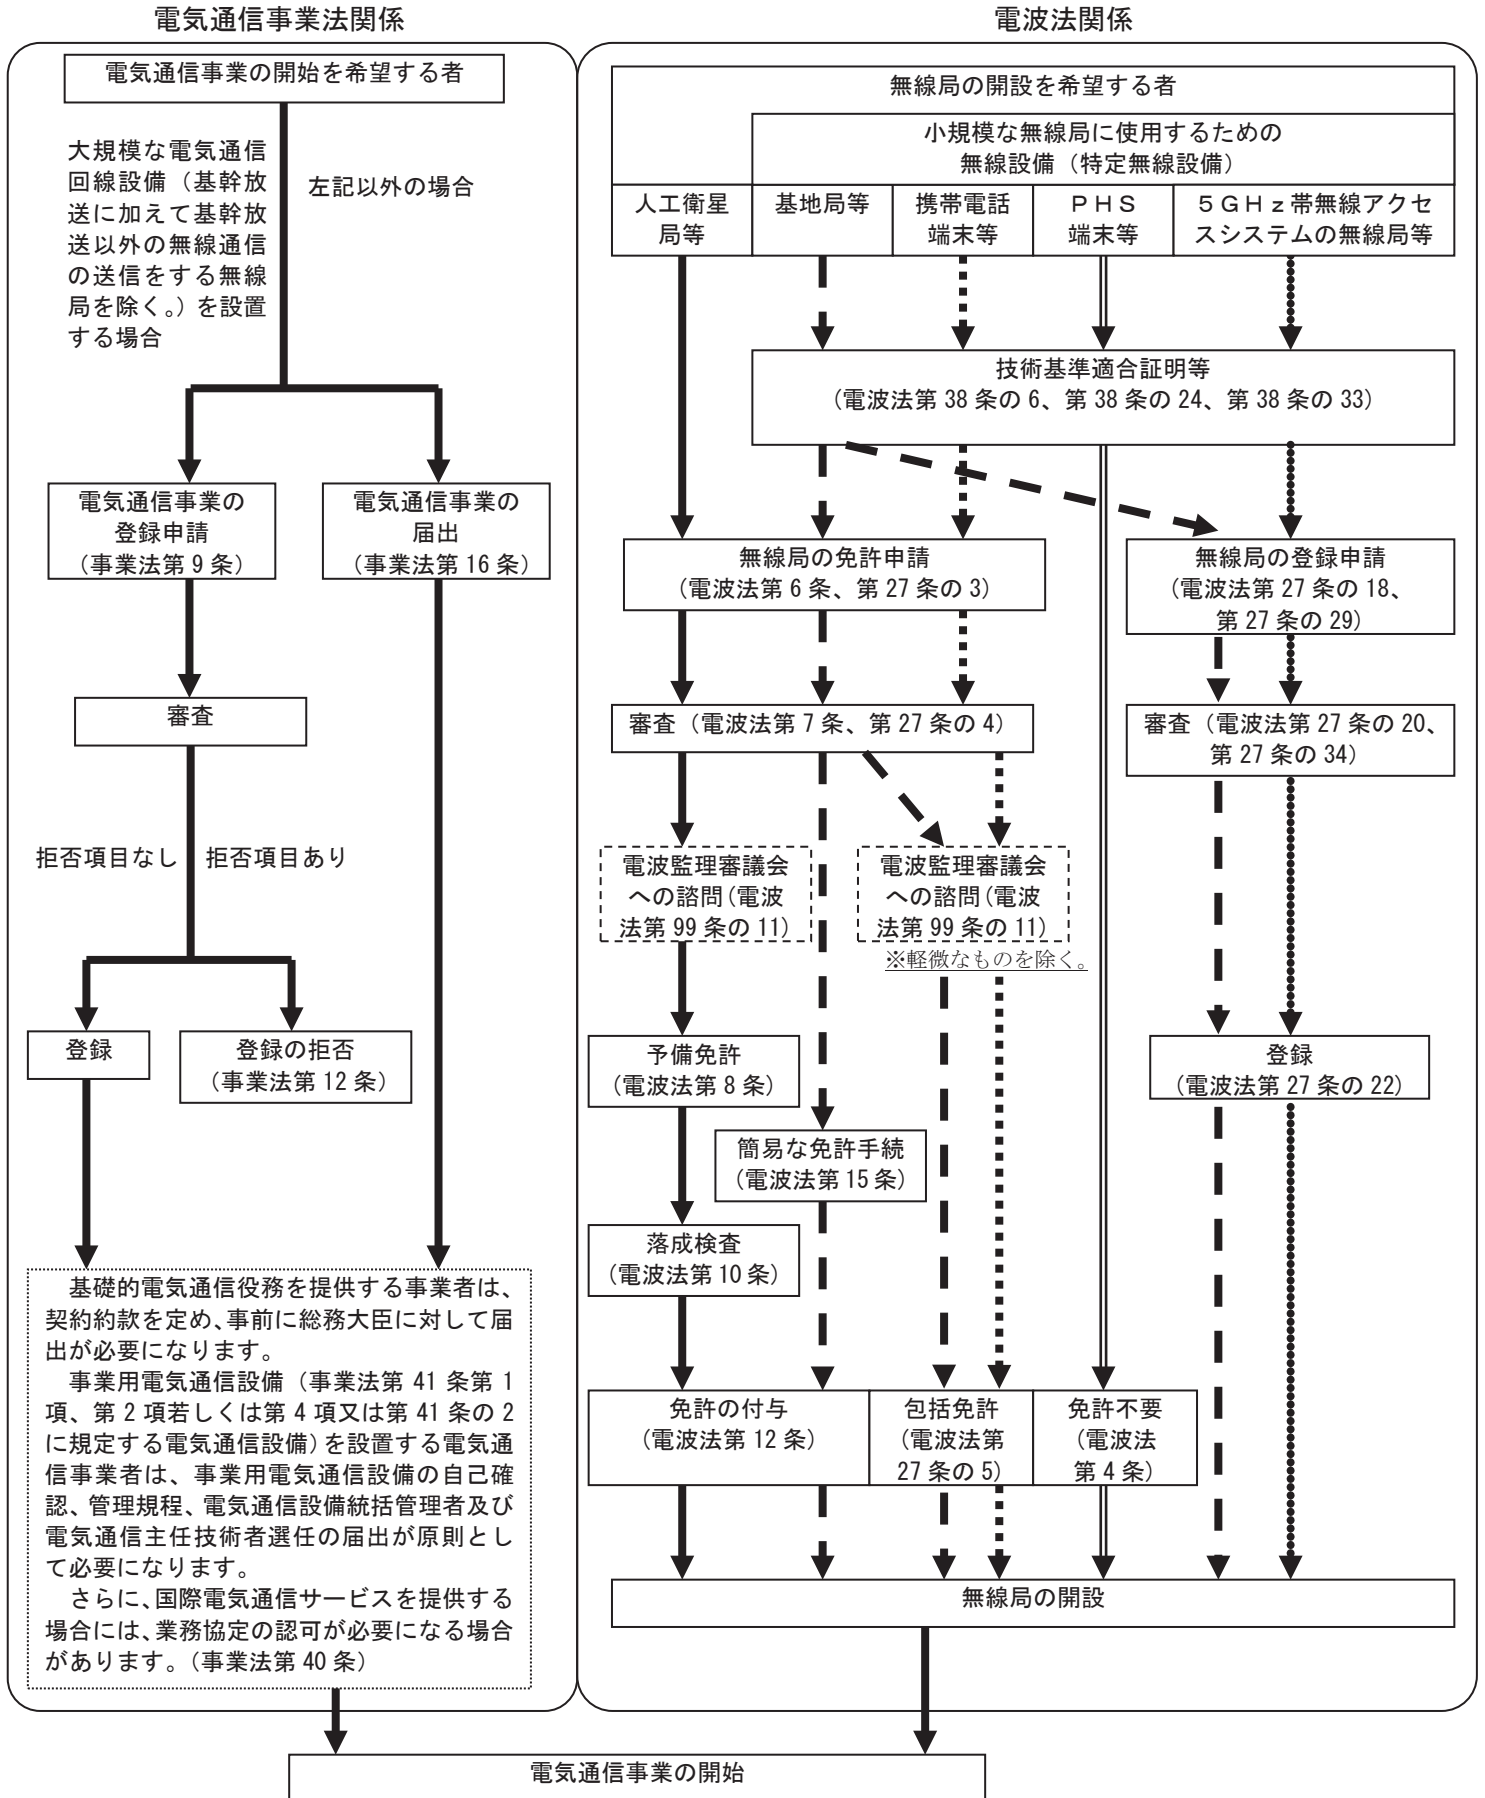 電気通信事業法関係
電気通信事業の開始を希望する者
大規模な電気通信
回線設備（基幹放
送に加えて基幹放
送以外の無線通信
の送信をする無線
局を除く。）を設置
する場合
左記以外の場合
電気通信事業の
登録申請
（事業法第 9 条）
電気通信事業の
届出
（事業法第 16 条）
審査
拒否項目なし
拒否項目あり
登録
登録の拒否
（事業法第 12 条）
基礎的電気通信役務を提供する事業者は、
契約約款を定め、事前に総務大臣に対して届
出が必要になります。
事業用電気通信設備（事業法第 41 条第 1
項、第 2 項若しくは第 4 項又は第 41 条の 2
に規定する電気通信設備）を設置する電気通
信事業者は、事業用電気通信設備の自己確
認、管理規程、電気通信設備統括管理者及び
電気通信主任技術者選任の届出が原則とし
て必要になります。
さらに、国際電気通信サービスを提供する
場合には、業務協定の認可が必要になる場合
があります。（事業法第 40 条）
電波法関係
無線局の開設を希望する者
小規模な無線局に使用するための
無線設備（特定無線設備）
人工衛星
局等
基地局等
携帯電話
端末等
ＰＨＳ
端末等
５ＧＨｚ帯無線アクセ
スシステムの無線局等
技術基準適合証明等
（電波法第 38 条の 6、第 38 条の 24、第 38 条の 33）
無線局の免許申請
（電波法第 6 条、第 27 条の 3）
無線局の登録申請
（電波法第 27 条の 18、
第 27 条の 29）
審査（電波法第 7 条、第 27 条の 4）
審査（電波法第 27 条の 20、
第 27 条の 34）
電波監理審議会
への諮問（電波
法第 99 条の 11）
電波監理審議会
への諮問（電波
法第 99 条の 11）
※軽微なものを除く。
予備免許
（電波法第 8 条）
登録
（電波法第 27 条の 22）
簡易な免許手続
（電波法第 15 条）
落成検査
（電波法第 10 条）
免許の付与
（電波法第 12 条）
包括免許
（電波法第
27 条の 5）
免許不要
（電波法
第 4 条）
無線局の開設
電気通信事業の開始